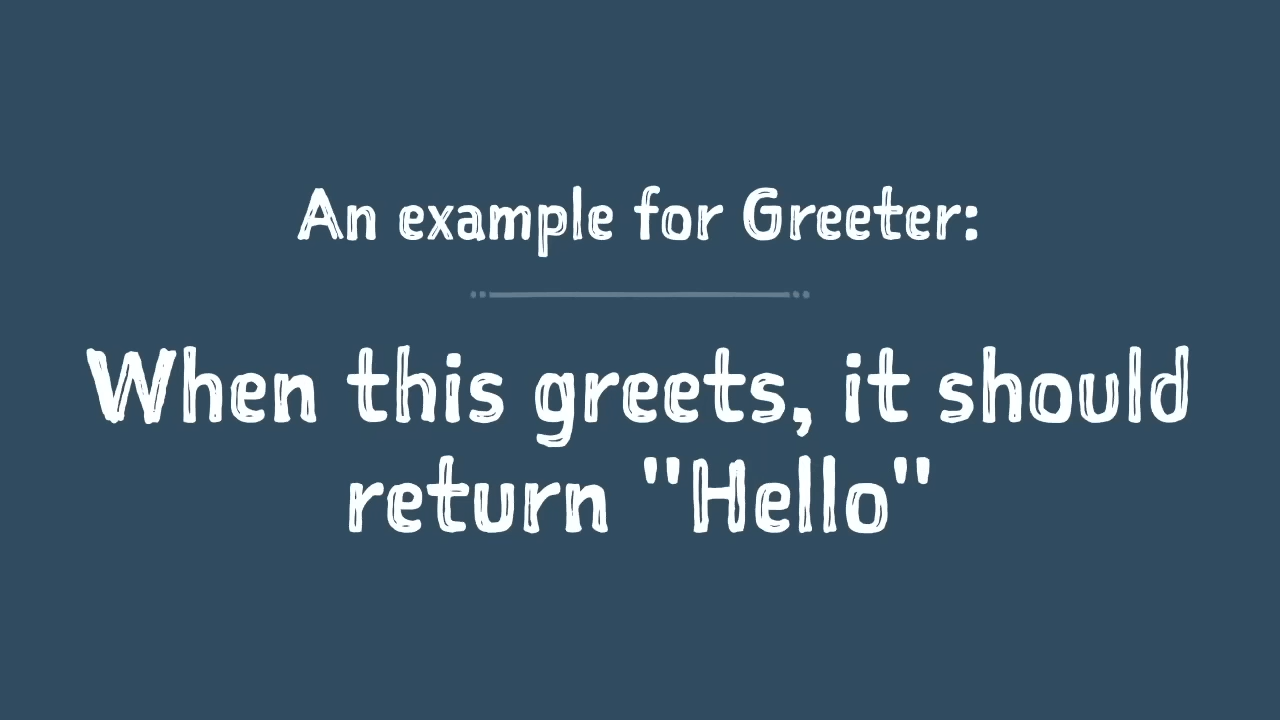 An example for Greeter:
When this greets, it should
return "Hello"